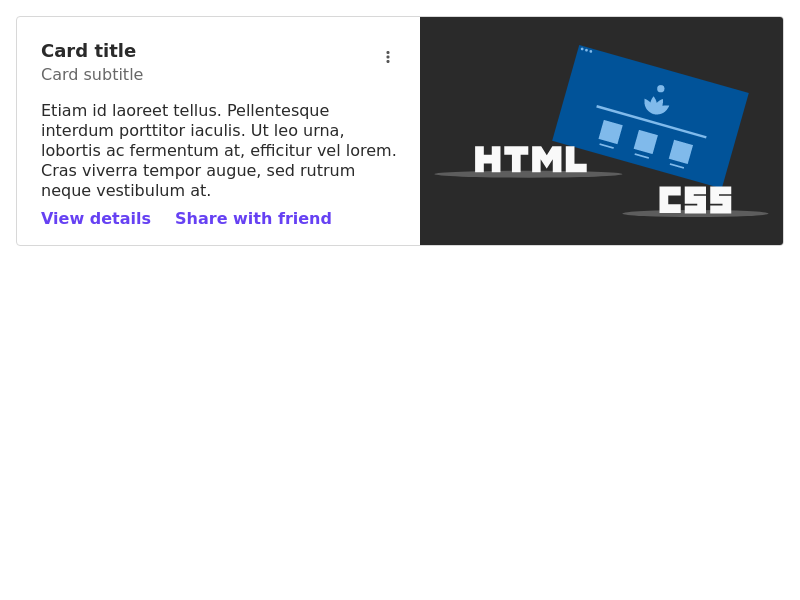 Card title
Card subtitle
Etiam id laoreet tellus. Pellentesque
interdum porttitor iaculis. Ut leo urna,
lobortis ac fermentum at, efficitur vel lorem.
Cras viverra tempor augue, sed rutrum
neque vestibulum at.
View details Share with friend
HTML
CSS